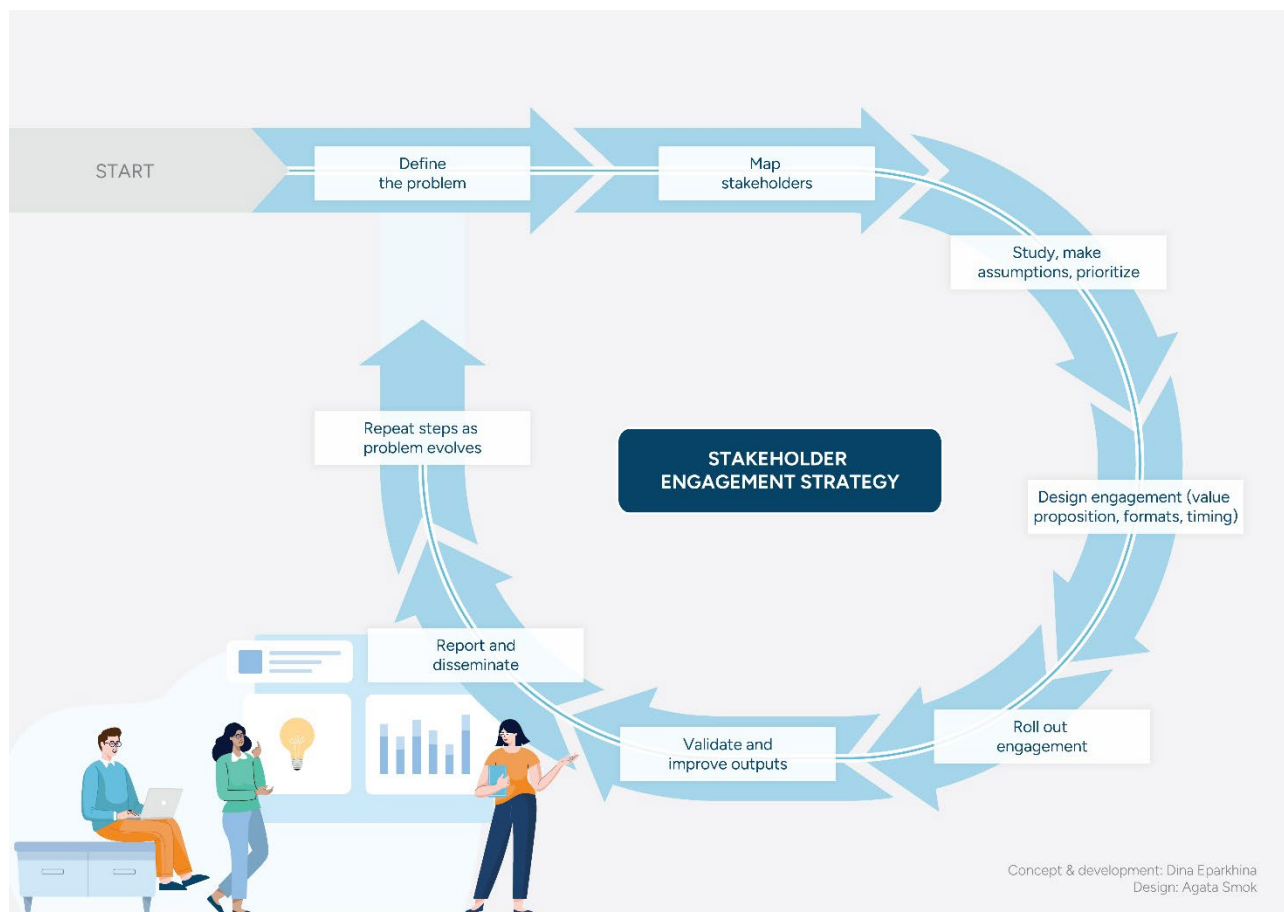 START
Define
the problem
Map
stakeholders
Study, make
assumptions, prioritize
Design engagement (value
proposition, formats, timing)
Roll out
engagement
Validate and
improve outputs
Report and
disseminate
Repeat steps as
problem evolves
STAKEHOLDER
ENGAGEMENT STRATEGY
Concept & development: Dina Eparkhina
Design: Agata Smok